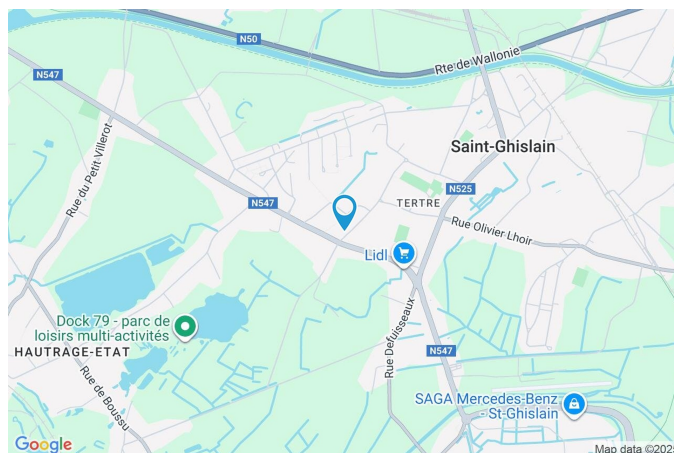 N50
Rte de Wallonie
N547
Saint-Ghislain
Rue du Petit-Villerot
N525
TERTRE
N547
Rue Olivier Lhoir
Lidl
Dock 79 - parc de
loisirs multi-activités
HAUTRAGE-ETAT
Rue Defuisseaux
N547
Rue de Boussu
SAGA Mercedes-Benz
- St-Ghislain
Google
Map data ©2025